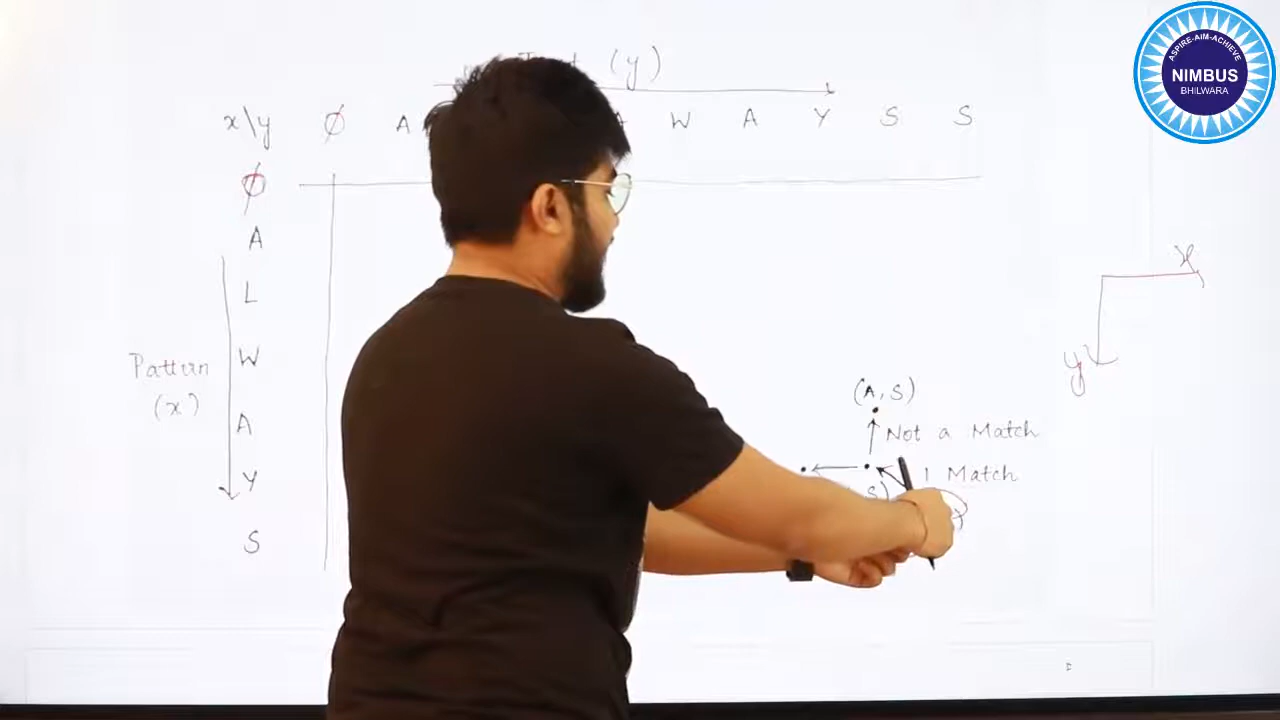 ASPIRE-AIM-ACHIEVE
NIMBUS
BHILWARA
(y)
x\y Ø A W A Y S S
Ø
A
L
W
A
Y
S
Pattern
(x)
x
y
(A, S)
Not a Match
1 Match
S)